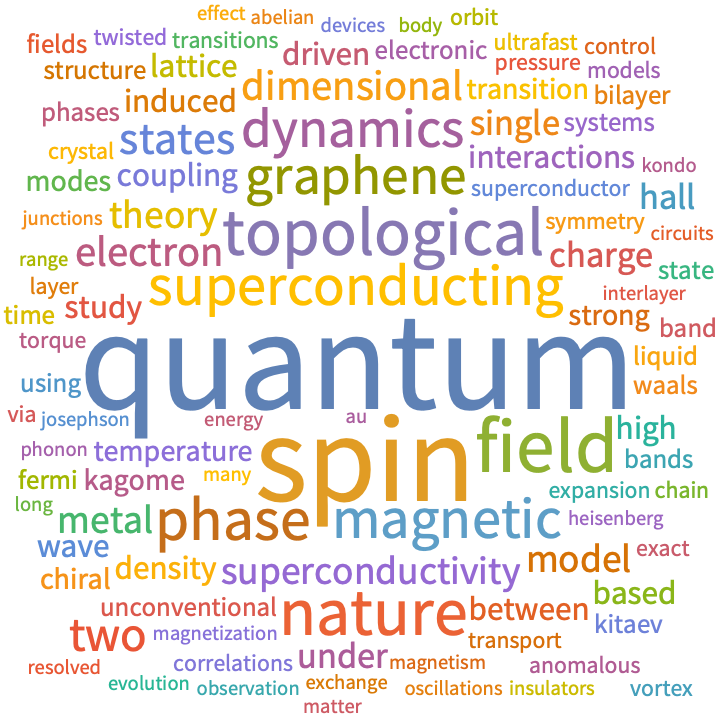 effect abelian devices body orbit
fields twisted transitions driven electronic ultrafast control
structure lattice pressure models
phases induced dimensional transition bilayer
crystal states dynamics single systems
modes coupling graphene interactions kondo
superconductor hall
junctions theory topological symmetry circuits
range electron charge state
layer superconducting interlayer
time study strong band
torque quantum liquid
using waals
via josephson energy au
phonon temperature spin field high
fermi kagome many bands
long expansion chain
metal phase magnetic heisenberg
wave exact
chiral density superconductivity model based
unconventional nature between kitaev
two magnetization transport
resolved correlations under magnetism anomalous
evolution observation exchange oscillations insulators vortex
matter